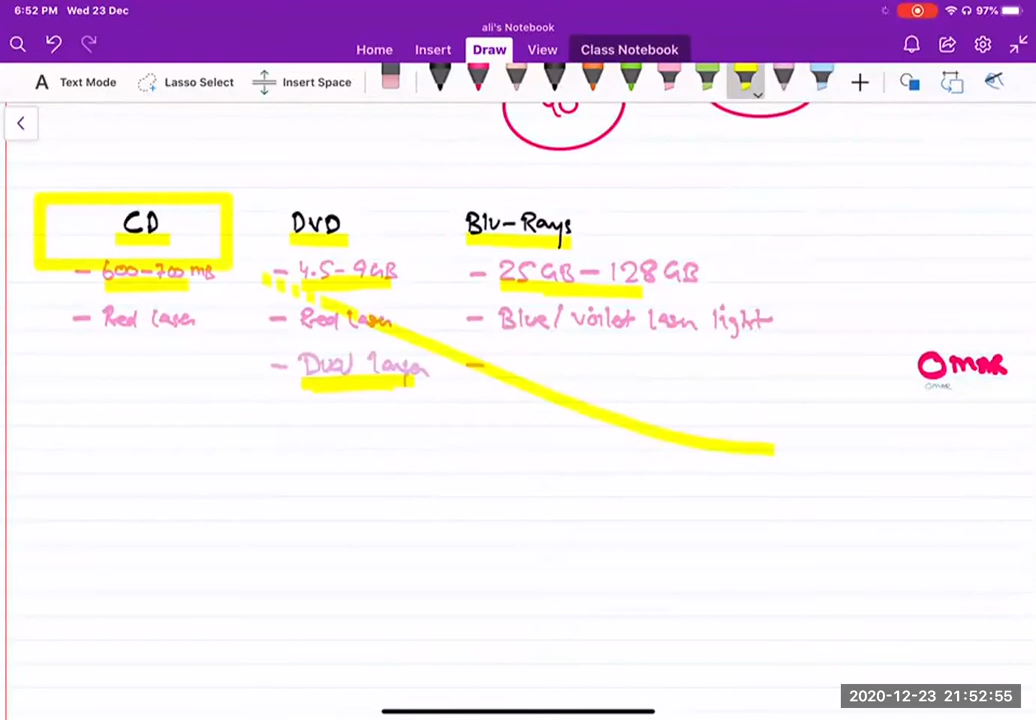 6:52 PM Wed 23 Dec
97%
ali's Notebook
Home Insert Draw View Class Notebook
A Text Mode Lasso Select Insert Space
CD DVD Blu-Rays
- 600-700 mB - 4.5-9GB - 25GB - 128GB
- Red laser - Red laser - Blue/voilet laser light
- Dual layer -
Omar
2020-12-23 21:52:55